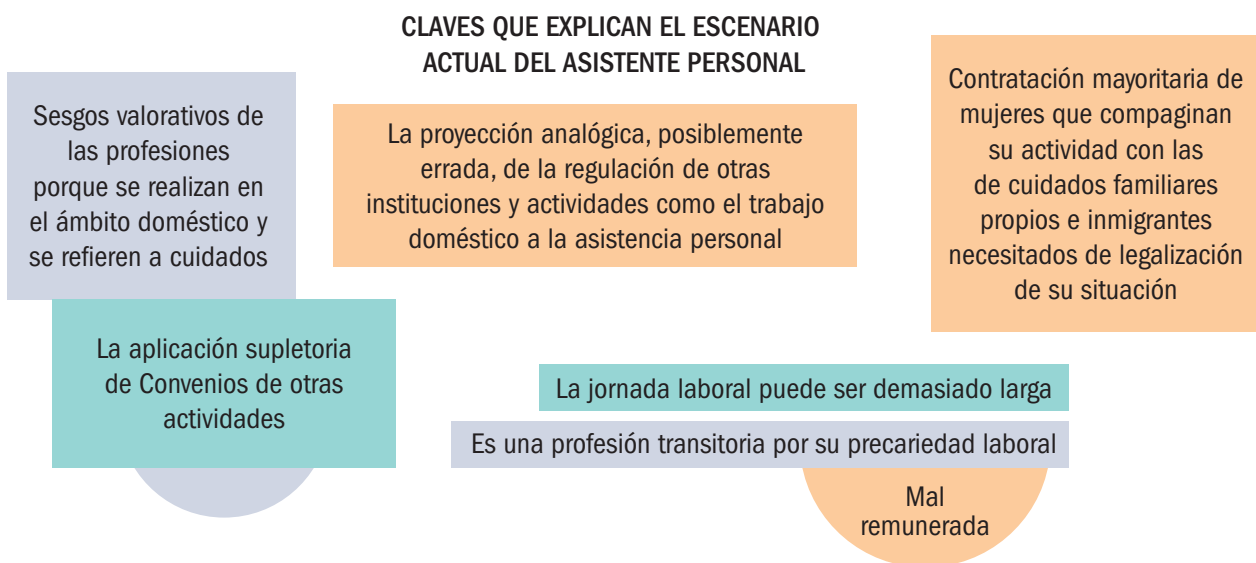 CLAVES QUE EXPLICAN EL ESCENARIO
ACTUAL DEL ASISTENTE PERSONAL
Sesgos valorativos de
las profesiones
porque se realizan en
el ámbito doméstico y
se refieren a cuidados
La proyección analógica, posiblemente
errada, de la regulación de otras
instituciones y actividades como el trabajo
doméstico a la asistencia personal
Contratación mayoritaria de
mujeres que compaginan
su actividad con las
de cuidados familiares
propios e inmigrantes
necesitados de legalización
de su situación
La aplicación supletoria
de Convenios de otras
actividades
La jornada laboral puede ser demasiado larga
Es una profesión transitoria por su precariedad laboral
Mal
remunerada